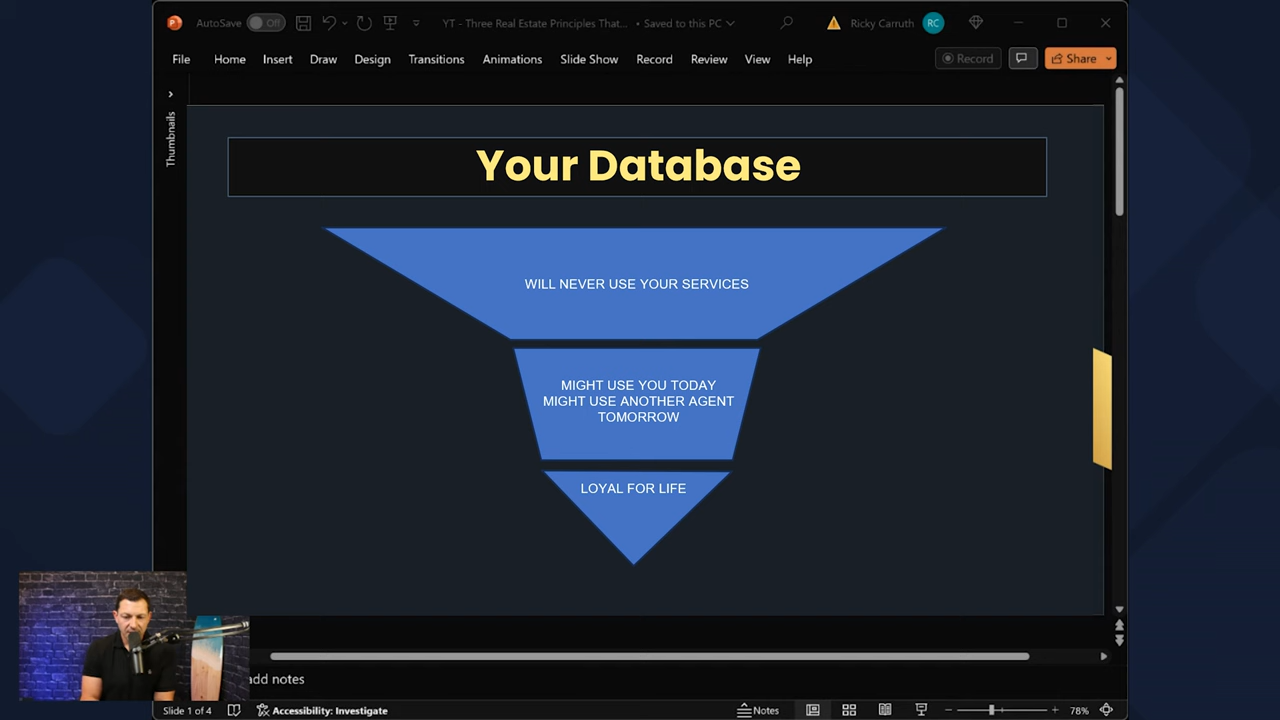 AutoSave Off YT - Three Real Estate Principles That... • Saved to this PC Ricky Carruth RC
File Home Insert Draw Design Transitions Animations Slide Show Record Review View Help Record Share
Thumbnails
Your Database
WILL NEVER USE YOUR SERVICES
MIGHT USE YOU TODAY
MIGHT USE ANOTHER AGENT
TOMORROW
LOYAL FOR LIFE
add notes
Slide 1 of 4 Accessibility: Investigate Notes 78%